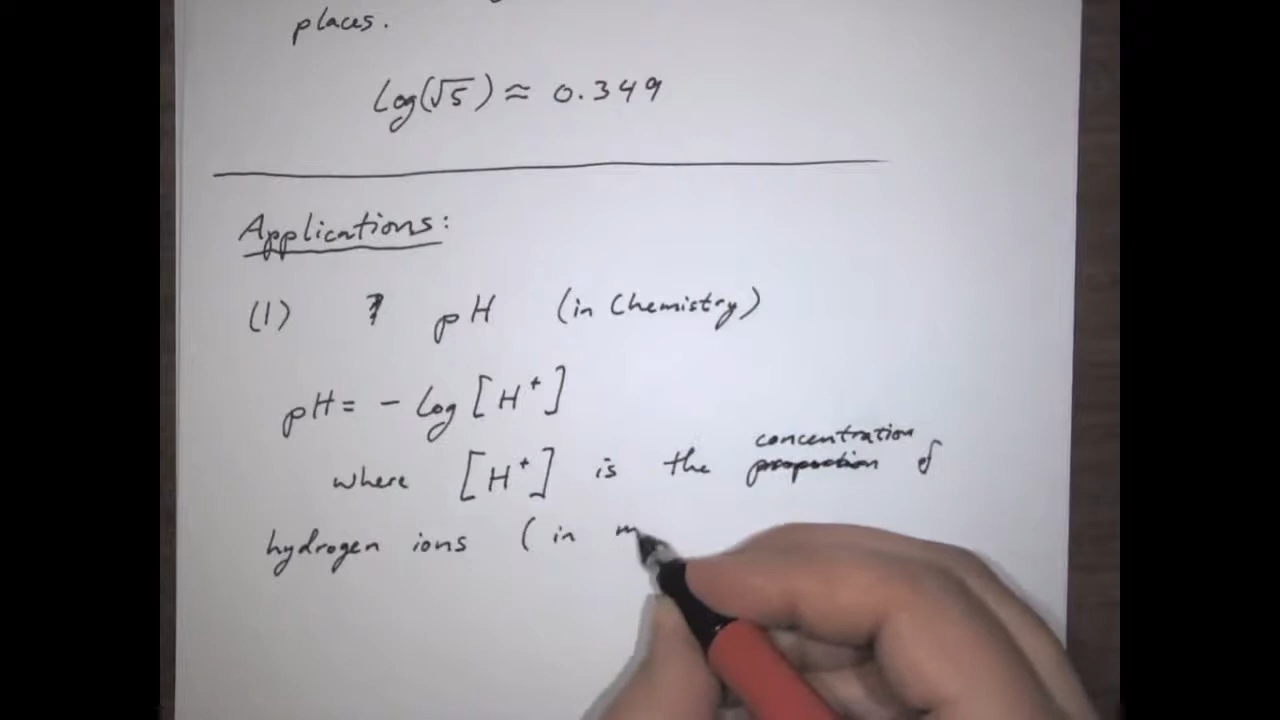 places.
log(√5) ≈ 0.349
Applications:
(1) pH (in Chemistry)
pH = - log [H⁺]
where [H⁺] is the concentration of
hydrogen ions (in m